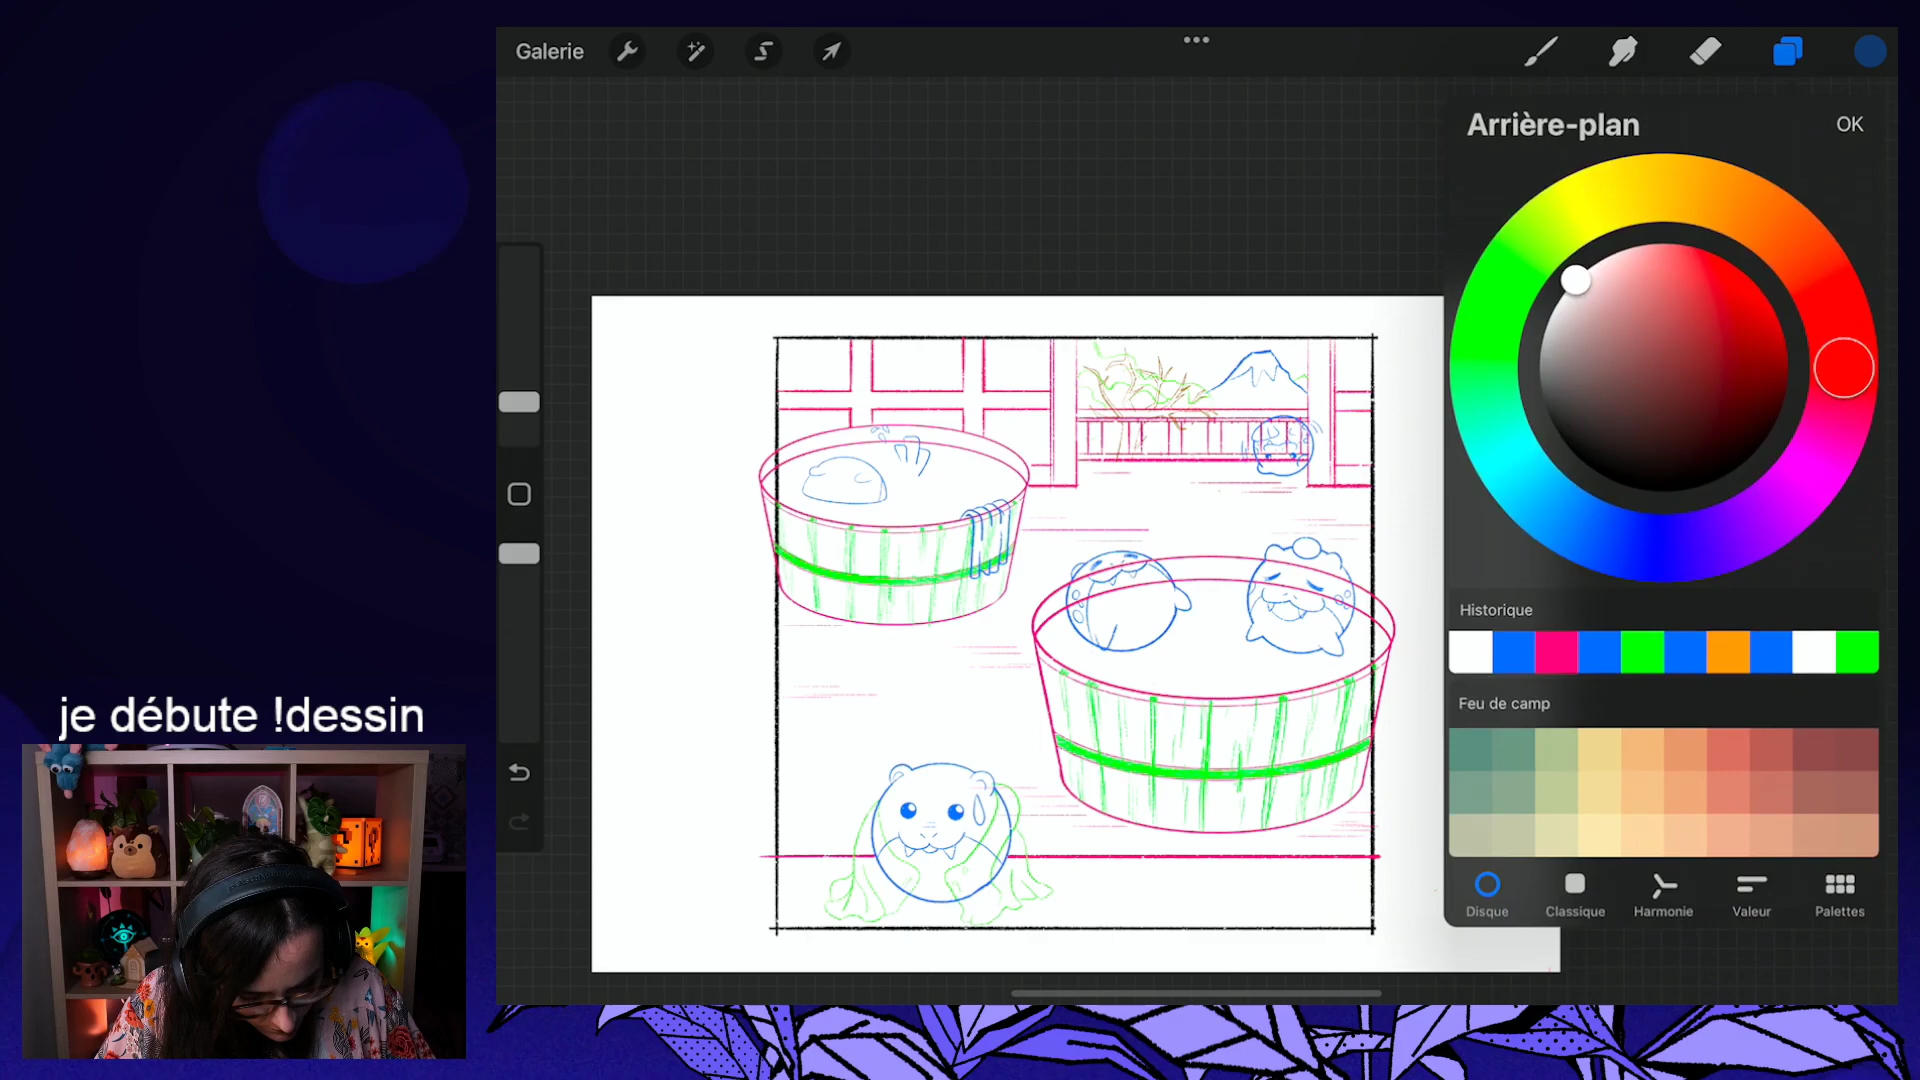 Galerie
Arrière-plan
OK
Historique
Feu de camp
Disque
Classique
Harmonie
Valeur
Palettes
je débute !dessin